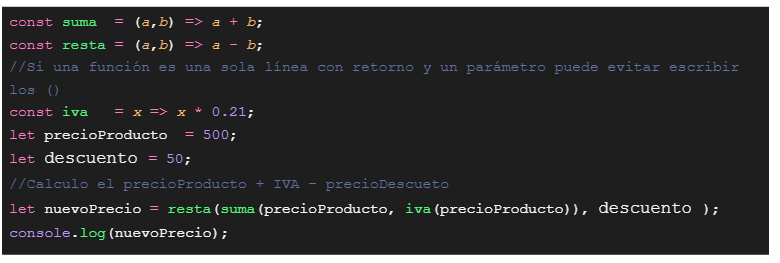 const suma  = (a,b) => a + b;
const resta = (a,b) => a - b;
//Si una función es una sola línea con retorno y un parámetro puede evitar escribir
los ()
const iva   = x => x * 0.21;
let precioProducto  = 500;
let descuento = 50;
//Calculo el precioProducto + IVA - precioDescueto
let nuevoPrecio = resta(suma(precioProducto, iva(precioProducto)), descuento );
console.log(nuevoPrecio);